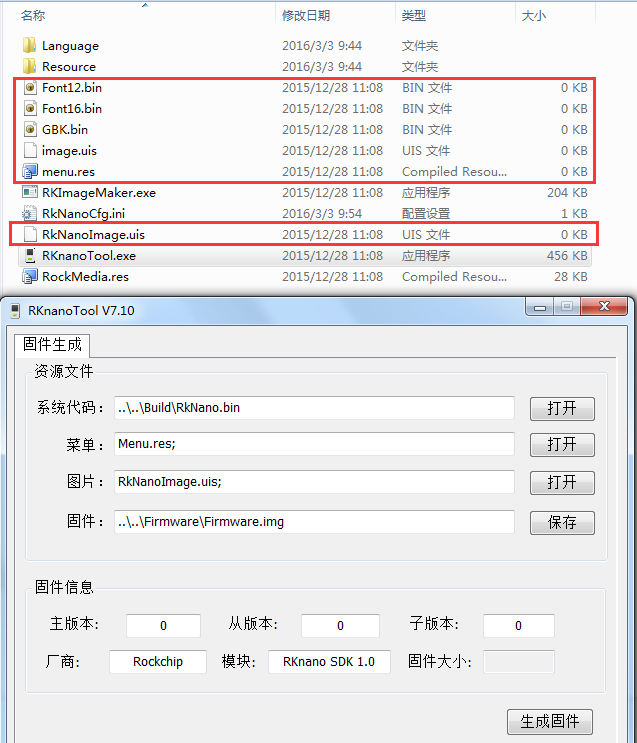 名称 修改日期 类型 大小
Language 2016/3/3 9:44 文件夹
Resource 2016/3/3 9:44 文件夹
Font12.bin 2015/12/28 11:08 BIN 文件 0 KB
Font16.bin 2015/12/28 11:08 BIN 文件 0 KB
GBK.bin 2015/12/28 11:08 BIN 文件 0 KB
image.uis 2015/12/28 11:08 UIS 文件 0 KB
menu.res 2015/12/28 11:08 Compiled Resou... 0 KB
RKImageMaker.exe 2015/12/28 11:08 应用程序 204 KB
RkNanoCfg.ini 2016/3/3 9:54 配置设置 1 KB
RkNanoImage.uis 2015/12/28 11:08 UIS 文件 0 KB
RKnanoTool.exe 2015/12/28 11:08 应用程序 456 KB
RockMedia.res 2015/12/28 11:08 Compiled Resou... 28 KB
RKnanoTool V7.10
固件生成
资源文件
系统代码: ..\..\Build\RkNano.bin 打开
菜单: Menu.res; 打开
图片: RkNanoImage.uis; 打开
固件: ..\..\Firmware\Firmware.img 保存
固件信息
主版本: 0 从版本: 0 子版本: 0
厂商: Rockchip 模块: RKnano SDK 1.0 固件大小:
生成固件